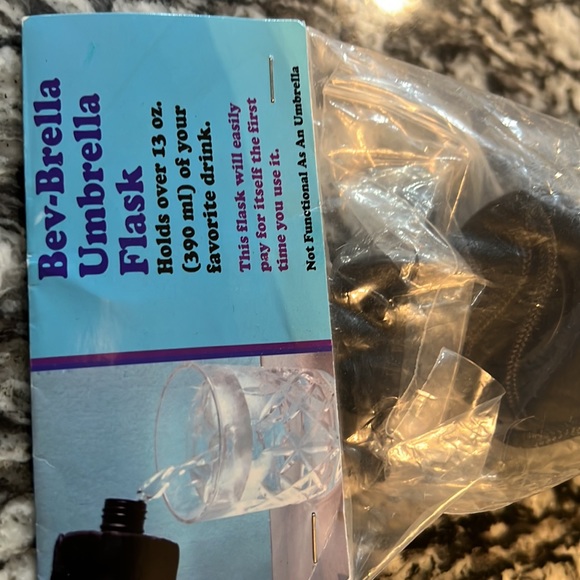 Bev-Brella
Umbrella
Flask
Holds over 13 oz.
(390 ml) of your
favorite drink.
This flask will easily
pay for itself the first
time you use it.
Not Functional As An Umbrella